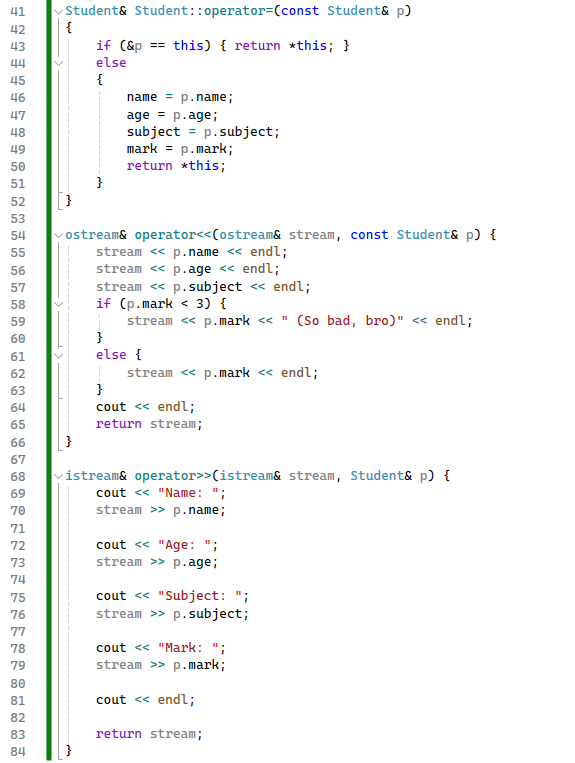 41 Student& Student::operator=(const Student& p)
42 {
43     if (&p == this) { return *this; }
44     else
45     {
46         name = p.name;
47         age = p.age;
48         subject = p.subject;
49         mark = p.mark;
50         return *this;
51     }
52 }
53
54 ostream& operator<<(ostream& stream, const Student& p) {
55     stream << p.name << endl;
56     stream << p.age << endl;
57     stream << p.subject << endl;
58     if (p.mark < 3) {
59         stream << p.mark << " (So bad, bro)" << endl;
60     }
61     else {
62         stream << p.mark << endl;
63     }
64     cout << endl;
65     return stream;
66 }
67
68 istream& operator>>(istream& stream, Student& p) {
69     cout << "Name: ";
70     stream >> p.name;
71
72     cout << "Age: ";
73     stream >> p.age;
74
75     cout << "Subject: ";
76     stream >> p.subject;
77
78     cout << "Mark: ";
79     stream >> p.mark;
80
81     cout << endl;
82
83     return stream;
84 }